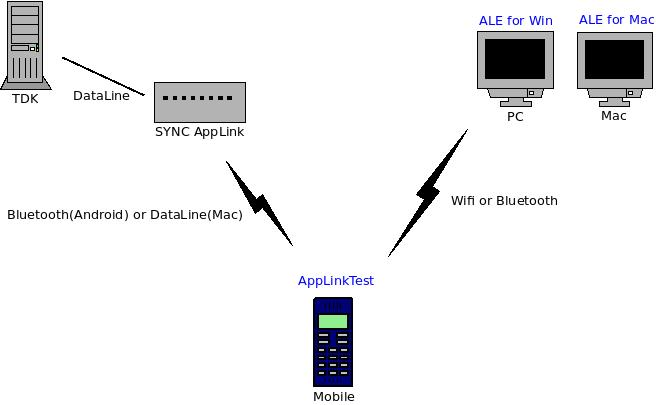 ALE for Win
ALE for Mac
TDK
DataLine
SYNC AppLink
PC
Mac
Bluetooth(Android) or DataLine(Mac)
Wifi or Bluetooth
AppLinkTest
Mobile